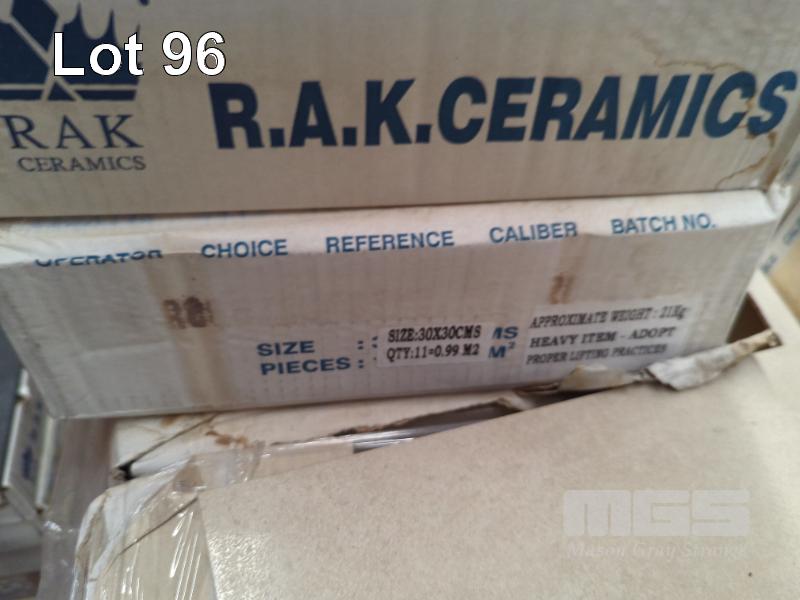 Lot 96
RAK
CERAMICS
R.A.K.CERAMICS
OPERATOR CHOICE REFERENCE CALIBER BATCH NO.
SIZE : SIZE:30X30CMS MS
PIECES : QTY:11=0.99 M2 M²
APPROXIMATE WEIGHT : 21Kg
HEAVY ITEM - ADOPT
PROPER LIFTING PRACTICES
MGS
Mason Gray Strange